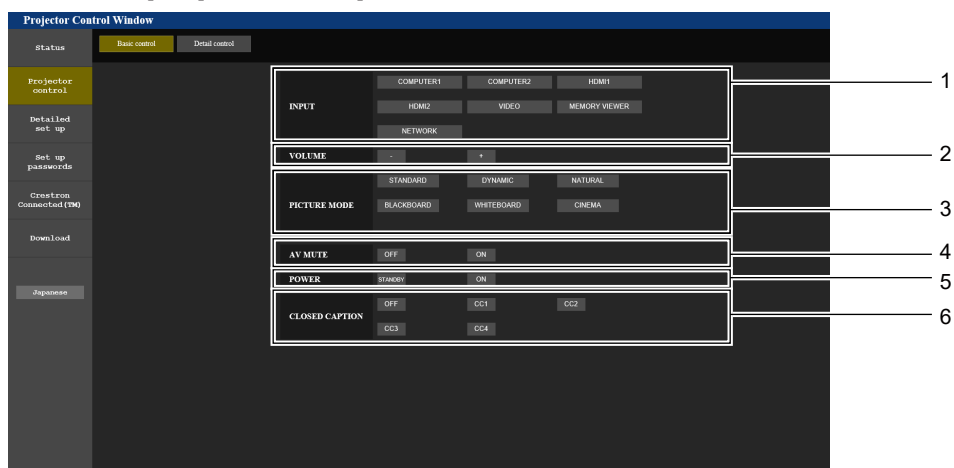 Projector Control Window
Status
Basic control Detail control
Projector
control
Detailed
set up
Set up
passwords
Crestron
Connected(TM)
Download
Japanese
INPUT
COMPUTER1 COMPUTER2 HDMI1
HDMI2 VIDEO MEMORY VIEWER
NETWORK
1
VOLUME - +
2
PICTURE MODE
STANDARD DYNAMIC NATURAL
BLACKBOARD WHITEBOARD CINEMA
3
AV MUTE OFF ON
4
POWER STANDBY ON
5
CLOSED CAPTION
OFF CC1 CC2
CC3 CC4
6